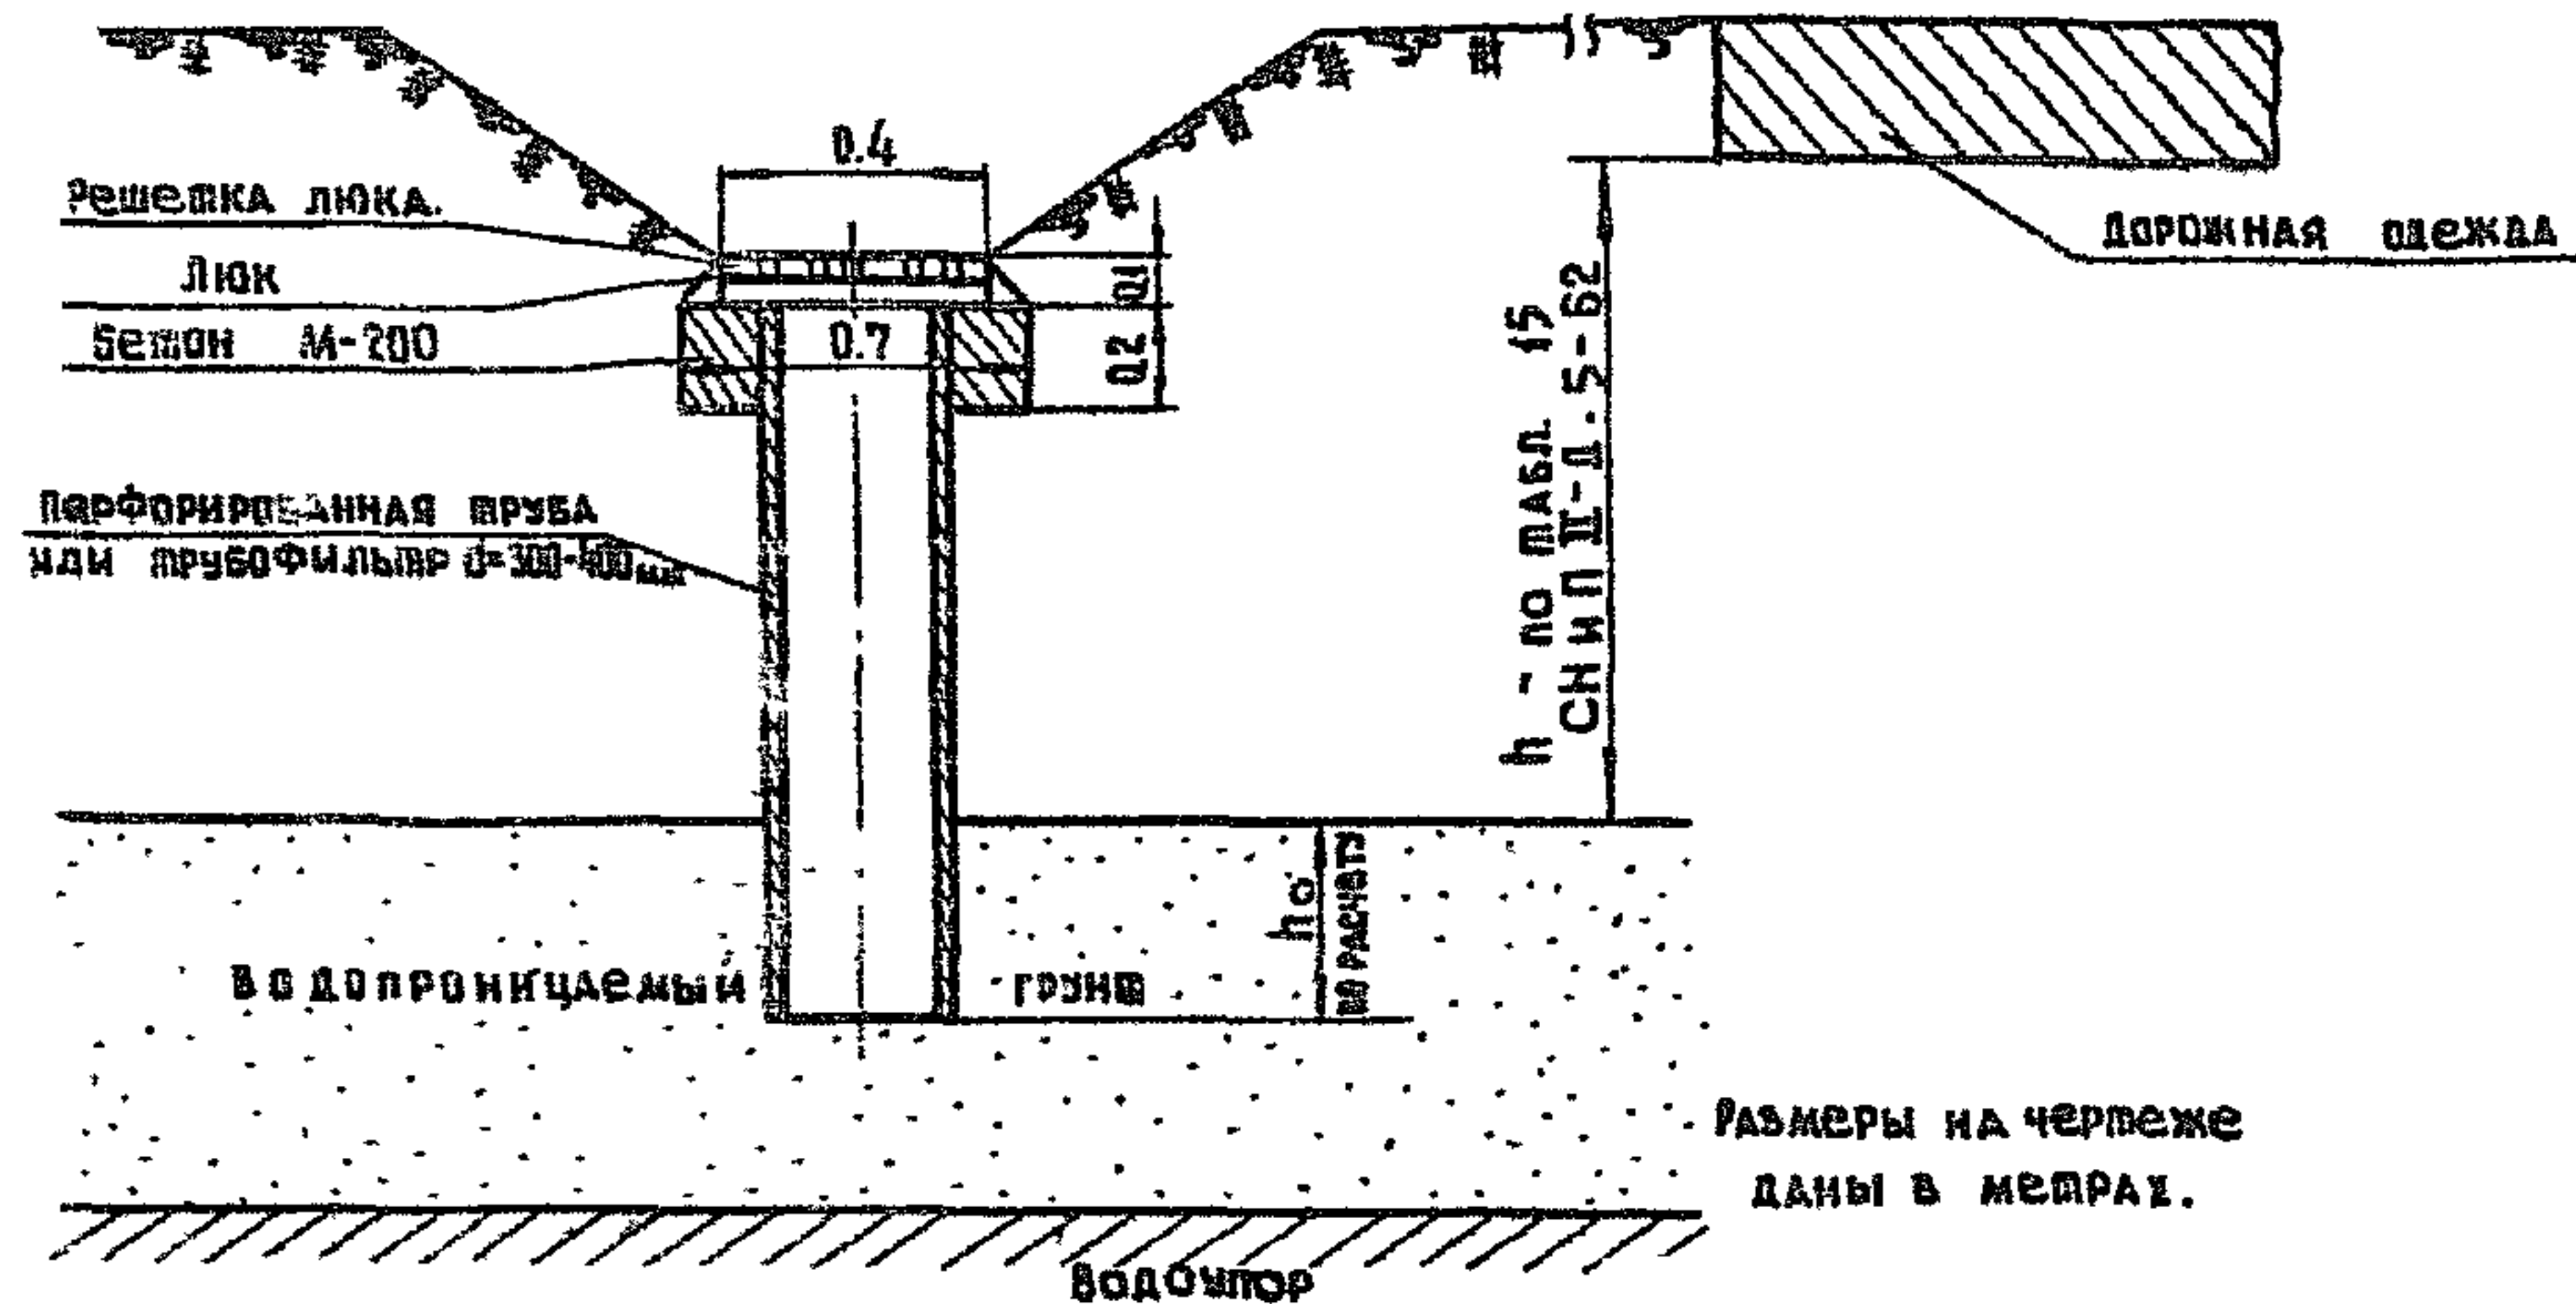 0.4
Решетка люка.
Люк
Бетон М-200
0.7
0.1
0.2
Дорожная одежда
h - по табл. 15
СНиП II-Д.5-62
Перфорированная труба
или трубофильтр d=300-400мм
Водопроницаемый грунт
h0
по расчету
Размеры на чертеже
даны в метрах.
Водоупор